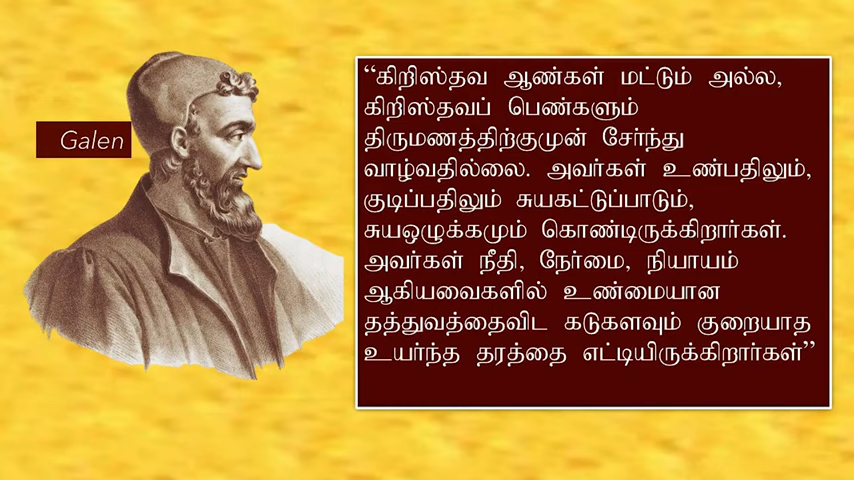 Galen
“கிறிஸ்தவ ஆண்கள் மட்டும் அல்ல,
கிறிஸ்தவப் பெண்களும்
திருமணத்திற்குமுன் சேர்ந்து
வாழ்வதில்லை. அவர்கள் உண்பதிலும்,
குடிப்பதிலும் சுயகட்டுப்பாடும்,
சுயஒழுக்கமும் கொண்டிருக்கிறார்கள்.
அவர்கள் நீதி, நேர்மை, நியாயம்
ஆகியவைகளில் உண்மையான
தத்துவத்தைவிட கடுகளவும் குறையாத
உயர்ந்த தரத்தை எட்டியிருக்கிறார்கள்”